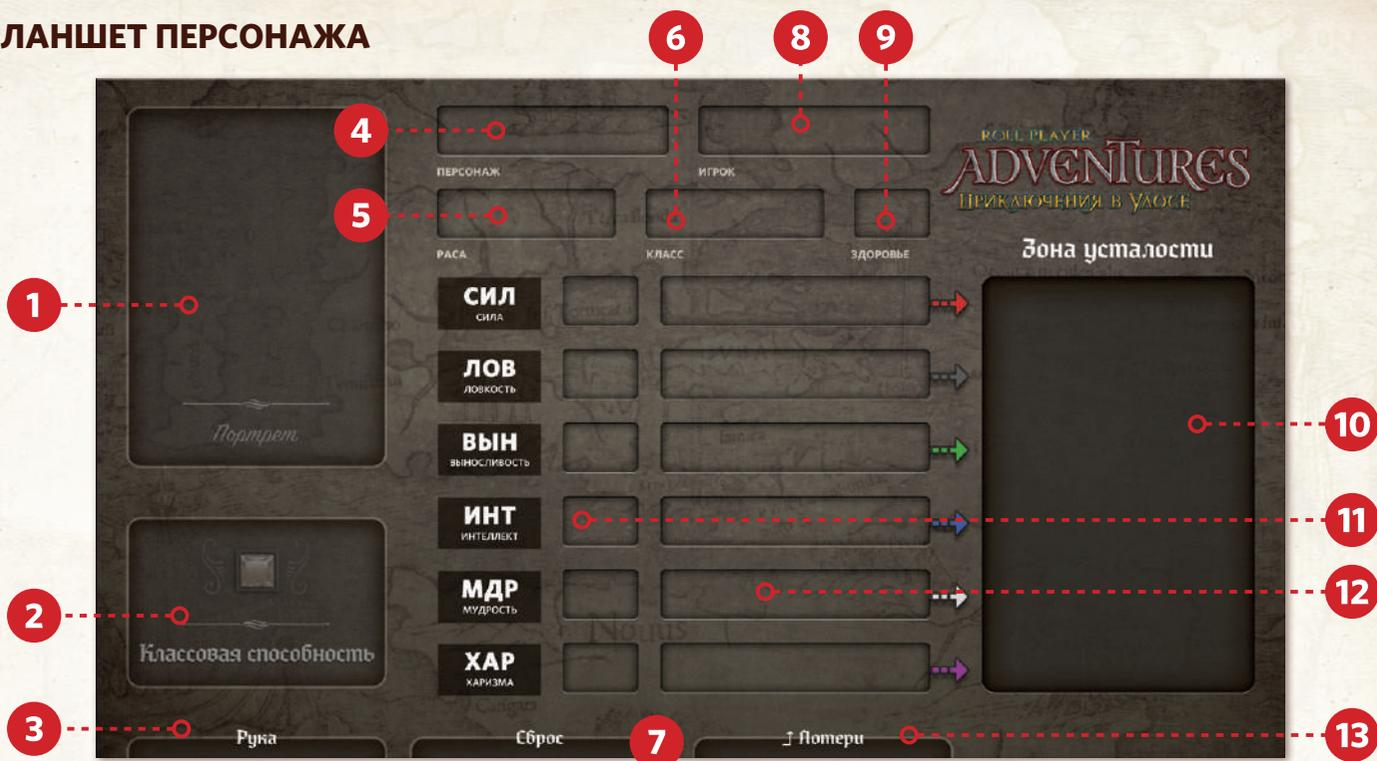 ЛАНШЕТ ПЕРСОНАЖА
6
8
9
4
ПЕРСОНАЖ
ИГРОК
ROLL PLAYER
ADVENTURES
ПРИКЛЮЧЕНИЯ В УЛОСЕ
5
РАСА
КЛАСС
ЗДОРОВЬЕ
Зона усталости
1
Портрет
СИЛ
СИЛА
ЛОВ
ЛОВКОСТЬ
ВЫН
ВЫНОСЛИВОСТЬ
10
ИНТ
ИНТЕЛЛЕКТ
11
МДР
МУДРОСТЬ
12
Nolius
2
Классовая способность
ХАР
ХАРИЗМА
3
Рука
Сброс
7
Потери
13